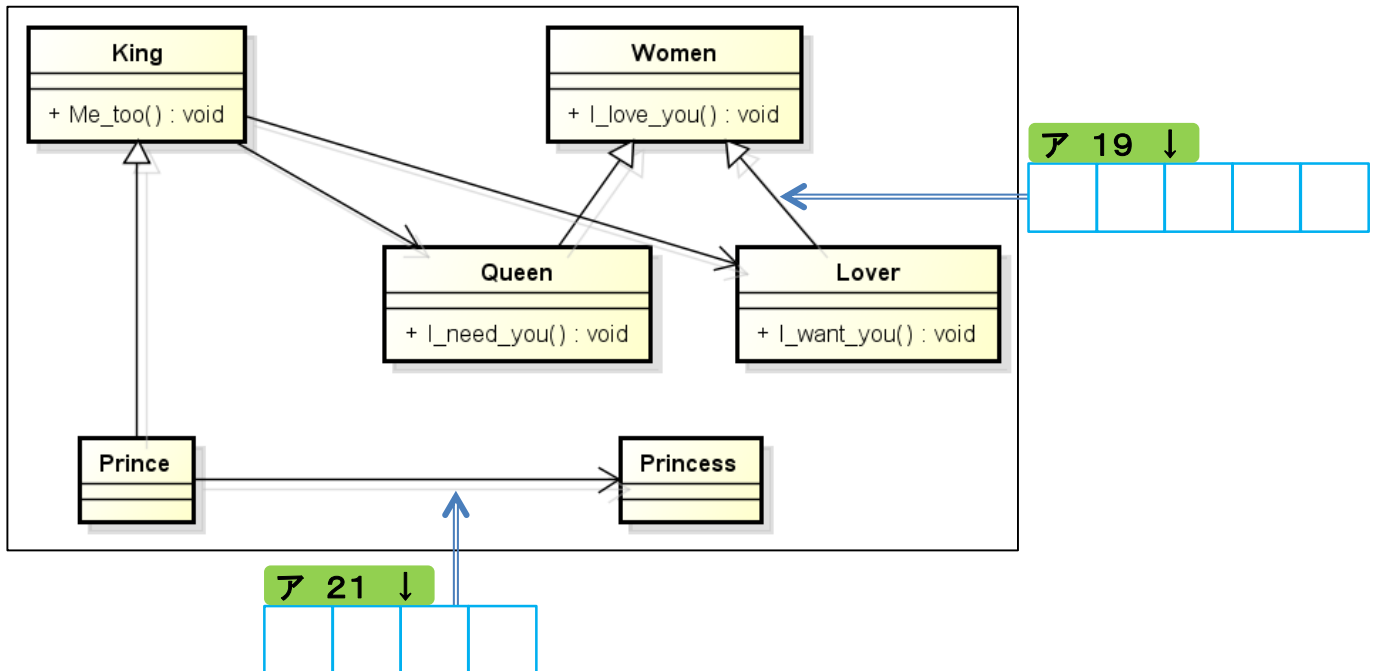 King
+ Me_too() : void
Women
+ I_love_you() : void
ア 19 ↓
Queen
+ I_need_you() : void
Lover
+ I_want_you() : void
Prince
Princess
ア 21 ↓